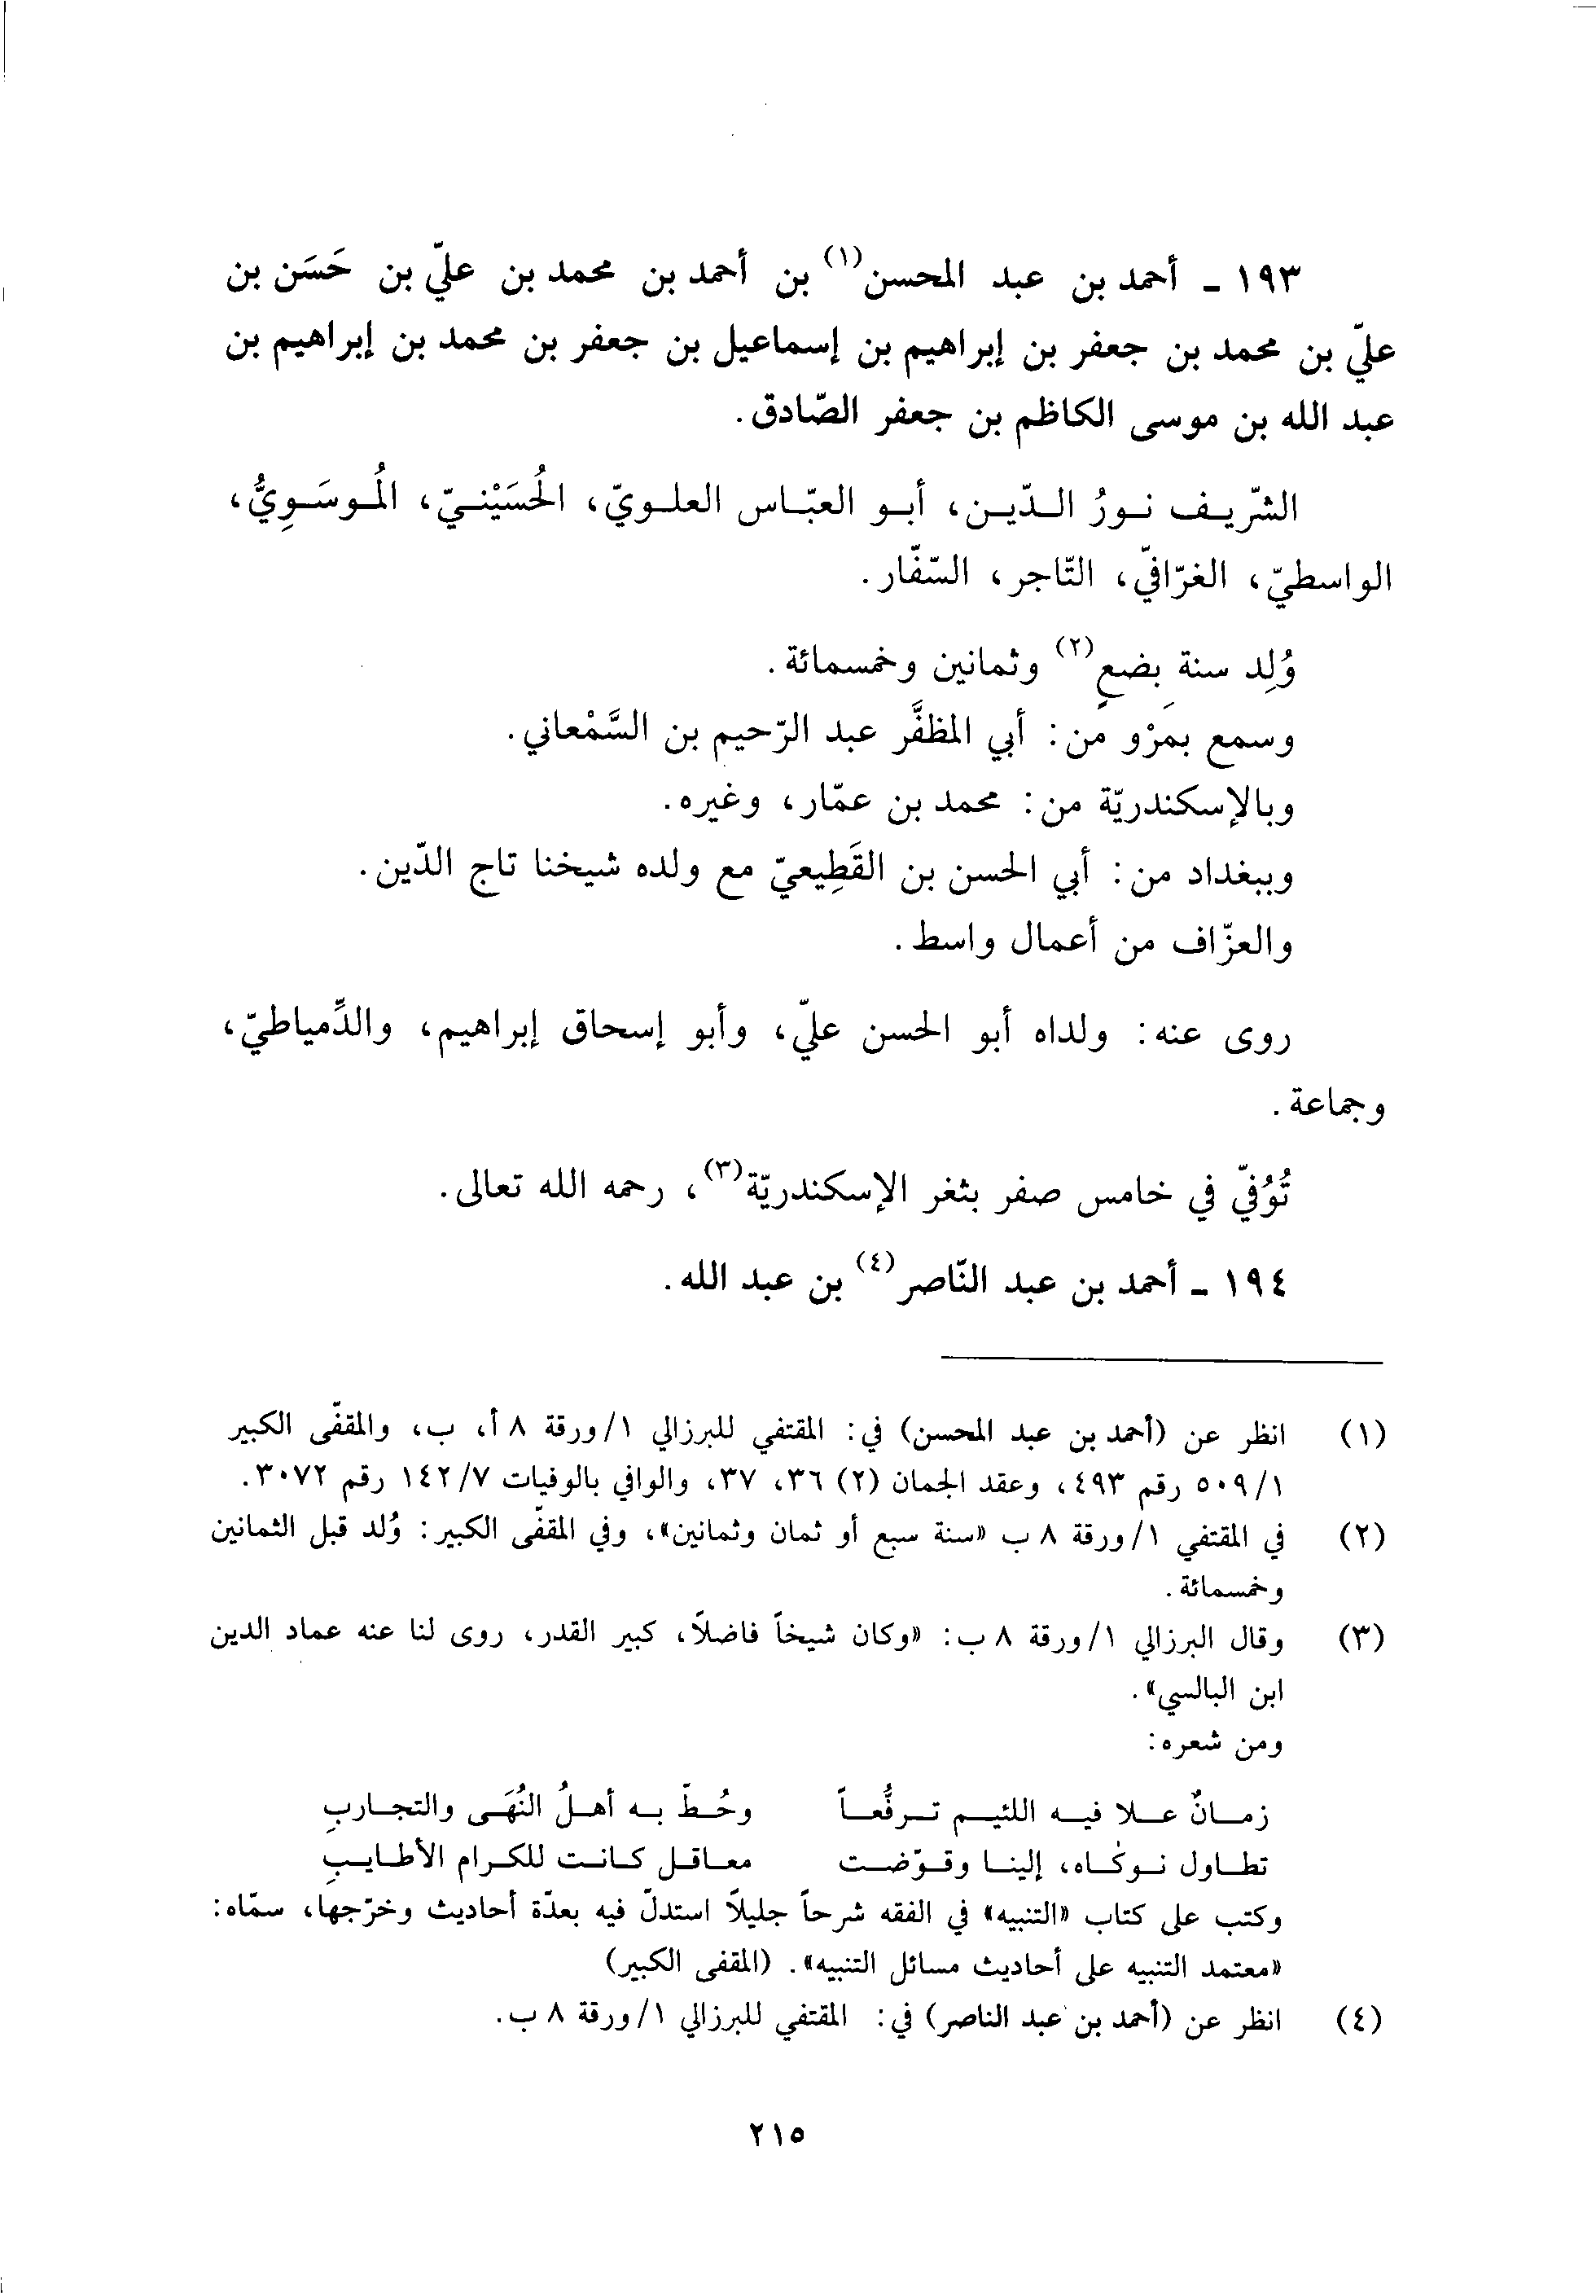 ١٩٣ - أحمد بن عبد المحسن(١) بن أحمد بن محمد بن عليّ بن حَسَن بن
عليّ بن محمد بن جعفر بن إبراهيم بن إسماعيل بن جعفر بن محمد بن إبراهيم بن
عبد الله بن موسى الكاظم بن جعفر الصّادق.
الشّريف نورُ الدّين، أبو العبّاس العلويّ، الحُسَيْنيّ، المُوسَوِيُّ،
الواسطيّ، الغرّافيّ، التّاجر، السّفّار.
وُلِد سنة بِضعٍ(٢) وثمانين وخمسمائة.
وسمع بمَرْو من: أبي المظفَّر عبد الرّحيم بن السَّمْعاني.
وبالإسكندريّة من: محمد بن عمّار، وغيره.
وببغداد من: أبي الحسن بن القَطِيعيّ مع ولده شيخنا تاج الدّين.
والعزّاف من أعمال واسط.
روى عنه: ولداه أبو الحسن عليّ، وأبو إسحاق إبراهيم، والدِّمياطيّ،
وجماعة.
تُوُفيّ في خامس صفر بثغر الإسكندريّة(٣)، رحمه الله تعالى.
١٩٤ - أحمد بن عبد النّاصر(٤) بن عبد الله.
(١) انظر عن (أحمد بن عبد المحسن) في: المقتفي للبرزالي ١/ورقة ٨ أ، ب، والمقفّى الكبير
٥٠٩/١ رقم ٤٩٣، وعقد الجمان (٢) ٣٦، ٣٧، والوافي بالوفيات ١٤٢/٧ رقم ٣٠٧٢.
(٢) في المقتفي ١/ورقة ٨ ب «سنة سبع أو ثمان وثمانين»، وفي المقفّى الكبير: وُلد قبل الثمانين
وخمسمائة.
(٣) وقال البرزالي ١/ورقة ٨ ب: «وكان شيخاً فاضلاً، كبير القدر، روى لنا عنه عماد الدين
ابن البالسي».
ومن شعره:
زمانٌ علا فيه اللئيم ترفُّعاً وحُطّ به أهلُ النُهَى والتجاربِ
تطاول نوكاه، إلينا وقوّضت معاقل كانت للكرام الأطايبِ
وكتب على كتاب «التنبيه» في الفقه شرحاً جليلاً استدلّ فيه بعدّة أحاديث وخرّجها، سمّاه:
«معتمد التنبيه على أحاديث مسائل التنبيه». (المقفى الكبير)
(٤) انظر عن (أحمد بن عبد الناصر) في: المقتفي للبرزالي ١/ورقة ٨ ب.
٢١٥